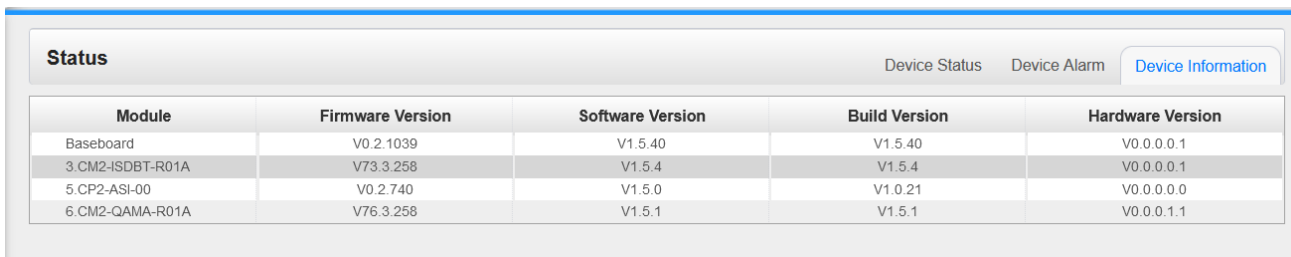 Status
Device Status Device Alarm Device Information
Module Firmware Version Software Version Build Version Hardware Version
Baseboard V0.2.1039 V1.5.40 V1.5.40 V0.0.0.0.1
3.CM2-ISDBT-R01A V73.3.258 V1.5.4 V1.5.4 V0.0.0.0.1
5.CP2-ASI-00 V0.2.740 V1.5.0 V1.0.21 V0.0.0.0.0
6.CM2-QAMA-R01A V76.3.258 V1.5.1 V1.5.1 V0.0.0.1.1